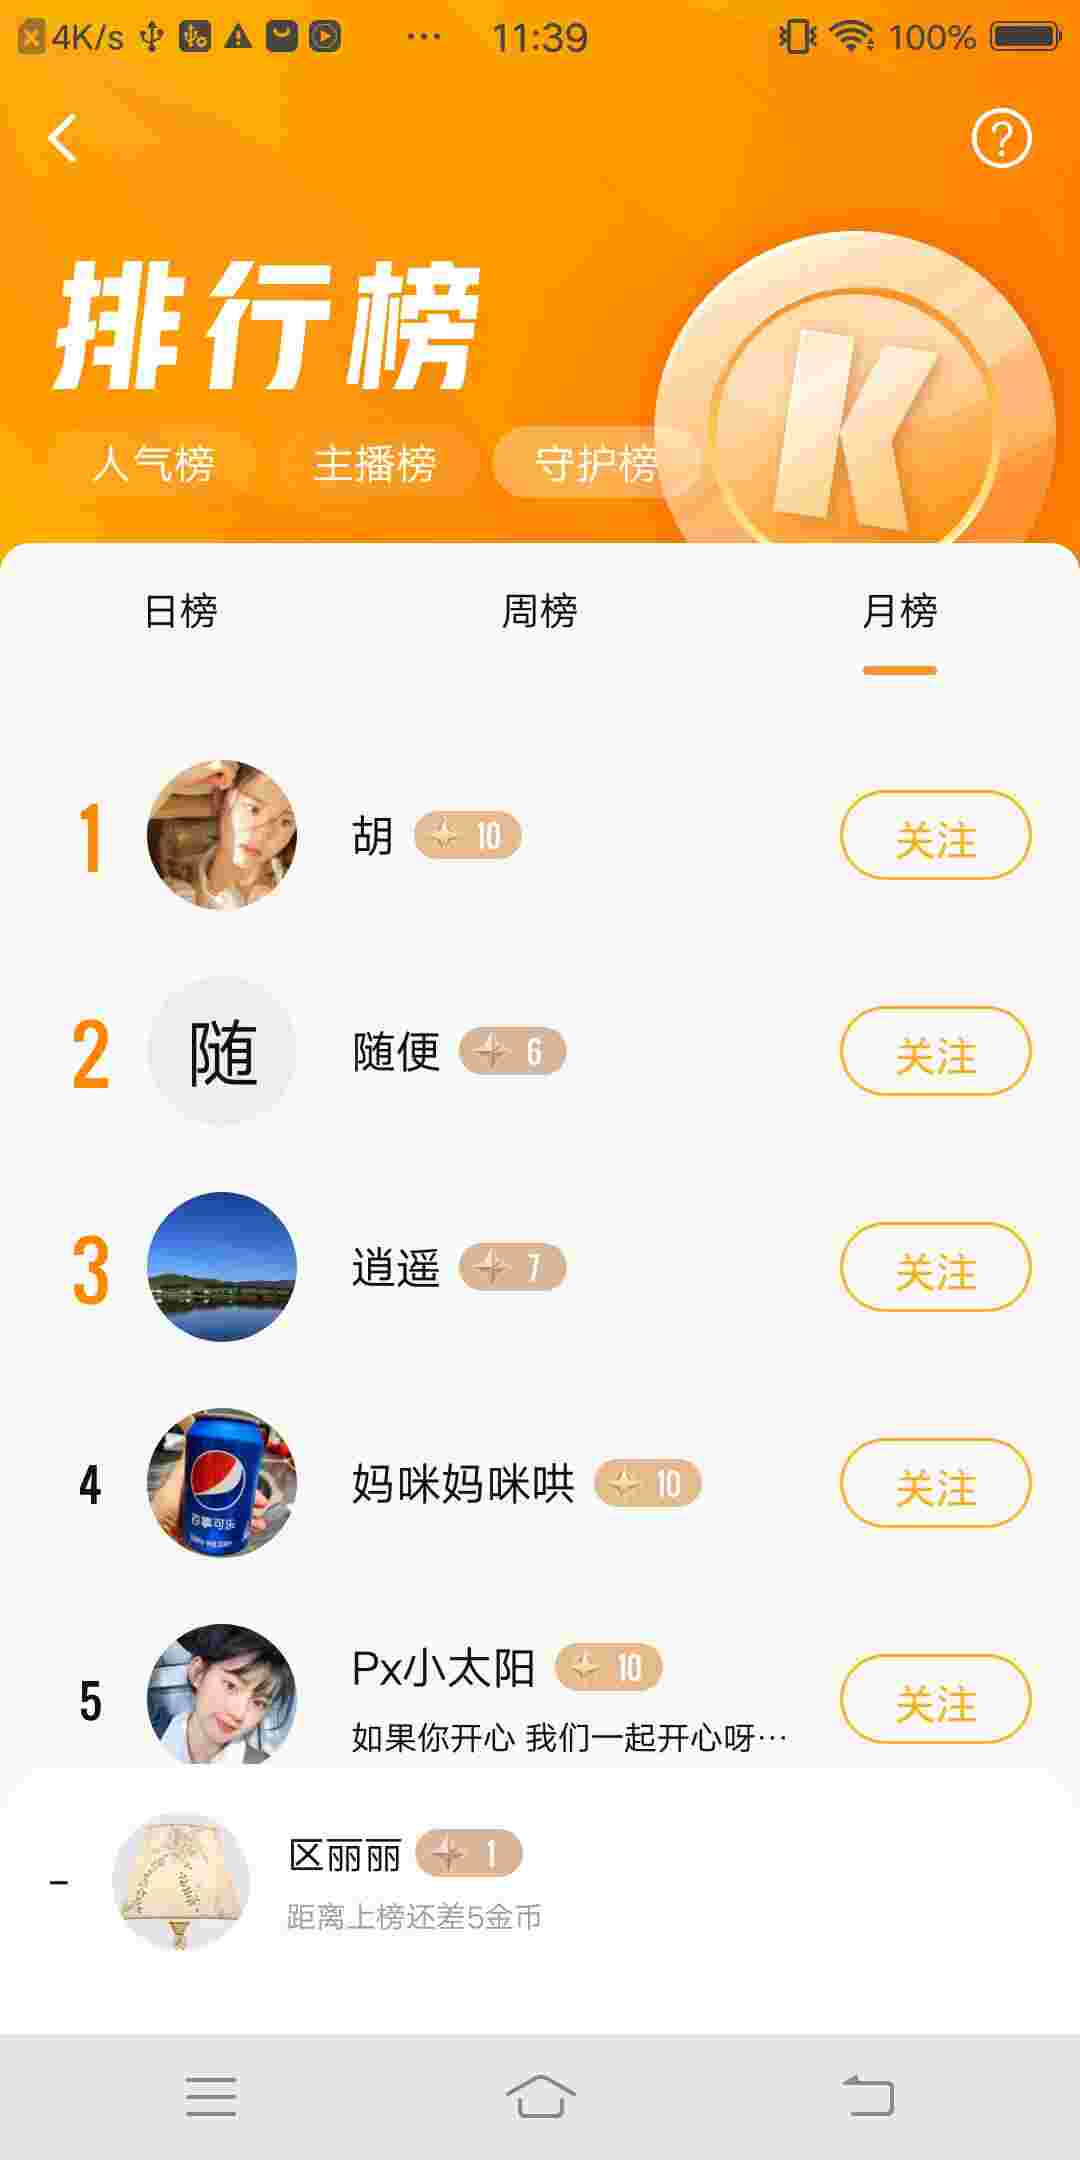 4K/s ... 11:39 100%
?
排行榜
K
人气榜 主播榜 守护榜
日榜 周榜 月榜
1 胡 10 关注
2 随 随便 6 关注
3 逍遥 7 关注
4 百事可乐 妈咪妈咪哄 10 关注
5 Px小太阳 10 关注
如果你开心 我们一起开心呀…
- 区丽丽 1
距离上榜还差5金币